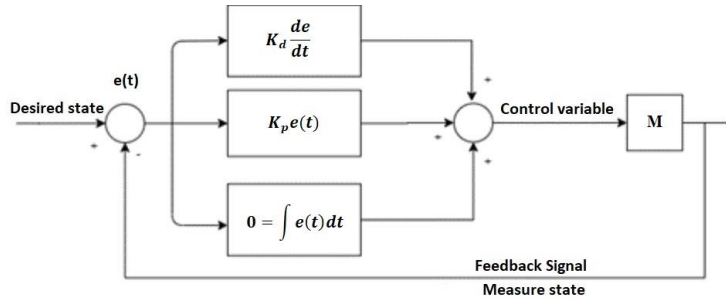 K_d de/dt
e(t)
Desired state
+
-
K_p e(t)
+
+
+
Control variable
M
0 = ∫ e(t)dt
Feedback Signal
Measure state